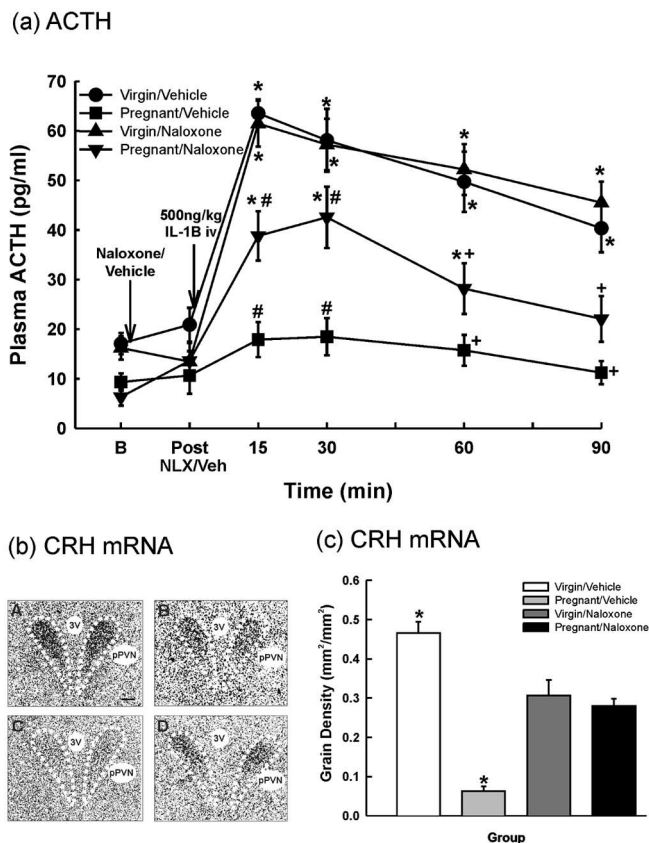 (a) ACTH
70
60
50
40
30
20
10
0
Plasma ACTH (pg/ml)
Virgin/Vehicle
Pregnant/Vehicle
Virgin/Naloxone
Pregnant/Naloxone
Naloxone/
Vehicle
500ng/kg
IL-1B iv
*
*
*
*
*
*
*
*
*
* #
* #
* +
+
#
#
+
+
B
Post
NLX/Veh
15
30
60
90
Time (min)
(b) CRH mRNA
A
3V
pPVN
B
3V
pPVN
C
3V
pPVN
D
3V
pPVN
(c) CRH mRNA
0.6
0.5
0.4
0.3
0.2
0.1
0.0
Grain Density (mm²/mm²)
*
*
Virgin/Vehicle
Pregnant/Vehicle
Virgin/Naloxone
Pregnant/Naloxone
Group